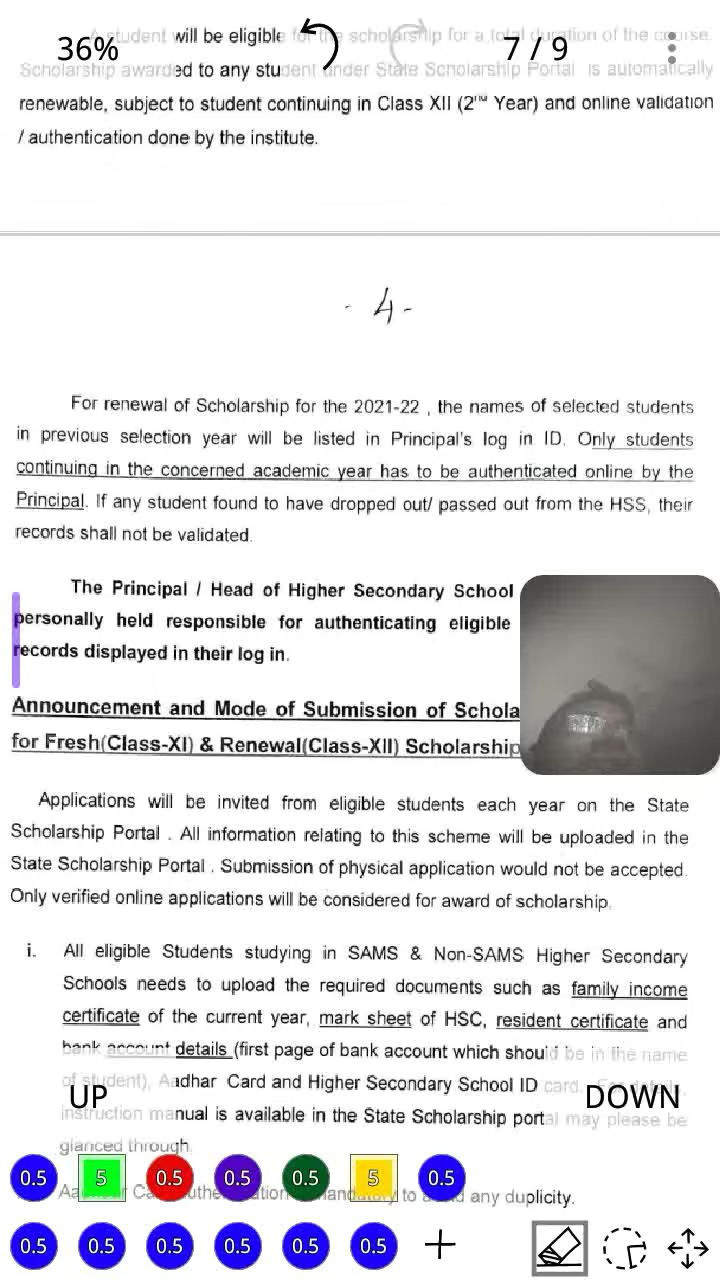 A student will be eligible for the scholarship for a total duration of the course.
36%
7 / 9
Scholarship awarded to any student under State Scholarship Portal is automatically
renewable, subject to student continuing in Class XII (2nd Year) and online validation
/ authentication done by the institute.
- 4 -
For renewal of Scholarship for the 2021-22 , the names of selected students
in previous selection year will be listed in Principal's log in ID. Only students
continuing in the concerned academic year has to be authenticated online by the
Principal. If any student found to have dropped out/ passed out from the HSS, their
records shall not be validated.
The Principal / Head of Higher Secondary School
personally held responsible for authenticating eligible
records displayed in their log in.
Announcement and Mode of Submission of Schola
for Fresh(Class-XI) & Renewal(Class-XII) Scholarship
Applications will be invited from eligible students each year on the State
Scholarship Portal . All information relating to this scheme will be uploaded in the
State Scholarship Portal . Submission of physical application would not be accepted.
Only verified online applications will be considered for award of scholarship.
i. All eligible Students studying in SAMS & Non-SAMS Higher Secondary
Schools needs to upload the required documents such as family income
certificate of the current year, mark sheet of HSC, resident certificate and
bank account details (first page of bank account which should be in the name
of student), Aadhar Card and Higher Secondary School ID card. For details,
UP
DOWN
instruction manual is available in the State Scholarship portal may please be
glanced through.
0.5 5 0.5 0.5 0.5 5 0.5
to any duplicity.
0.5 0.5 0.5 0.5 0.5 0.5 +